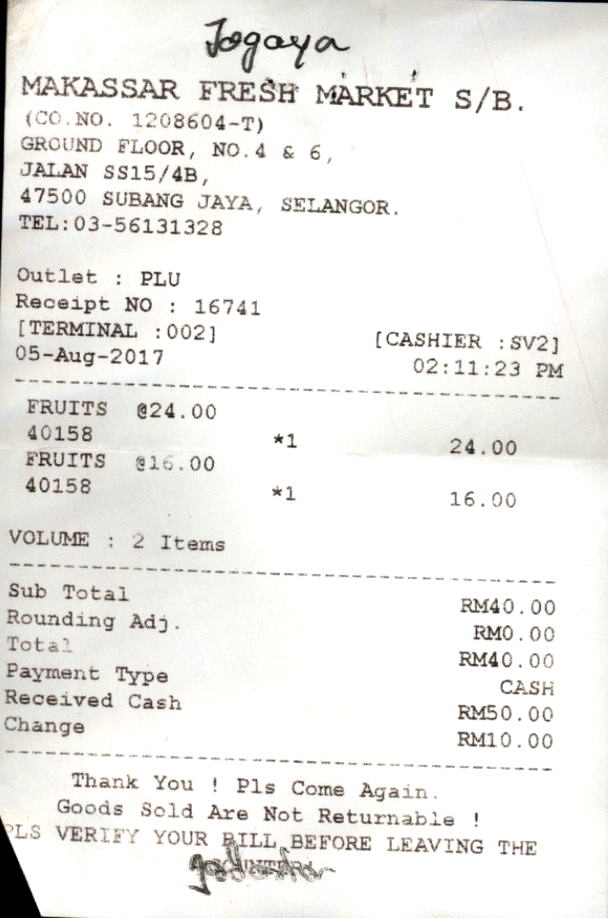 Jogaya
MAKASSAR FRESH MARKET S/B.
(CO.NO. 1208604-T)
GROUND FLOOR, NO.4 & 6,
JALAN SS15/4B,
47500 SUBANG JAYA, SELANGOR.
TEL:03-56131328
Outlet : PLU
Receipt NO : 16741
[TERMINAL :002] [CASHIER :SV2]
05-Aug-2017 02:11:23 PM
FRUITS @24.00
40158 *1 24.00
FRUITS @16.00
40158 *1 16.00
VOLUME : 2 Items
Sub Total RM40.00
Rounding Adj. RM0.00
Total RM40.00
Payment Type CASH
Received Cash RM50.00
Change RM10.00
Thank You ! Pls Come Again.
Goods Sold Are Not Returnable !
PLS VERIFY YOUR BILL BEFORE LEAVING THE